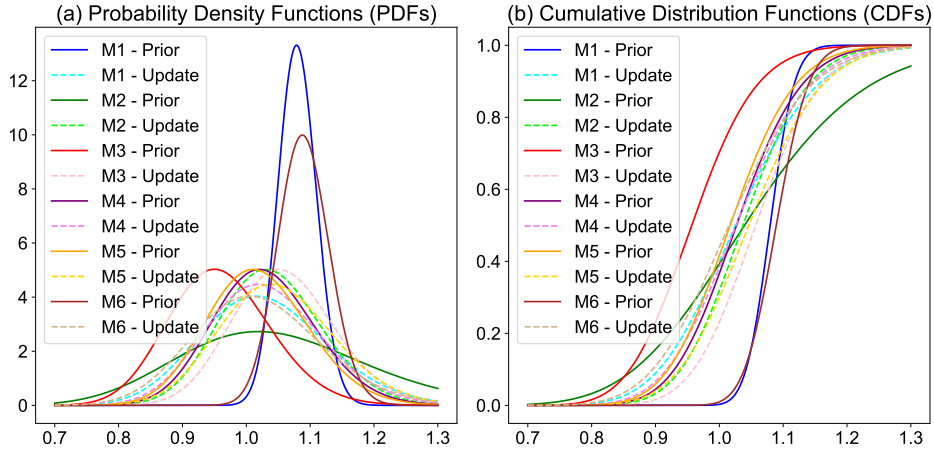 (a) Probability Density Functions (PDFs)
M1 - Prior
M1 - Update
M2 - Prior
M2 - Update
M3 - Prior
M3 - Update
M4 - Prior
M4 - Update
M5 - Prior
M5 - Update
M6 - Prior
M6 - Update
12
10
8
6
4
2
0
0.7 0.8 0.9 1.0 1.1 1.2 1.3
(b) Cumulative Distribution Functions (CDFs)
M1 - Prior
M1 - Update
M2 - Prior
M2 - Update
M3 - Prior
M3 - Update
M4 - Prior
M4 - Update
M5 - Prior
M5 - Update
M6 - Prior
M6 - Update
1.0
0.8
0.6
0.4
0.2
0.0
0.7 0.8 0.9 1.0 1.1 1.2 1.3